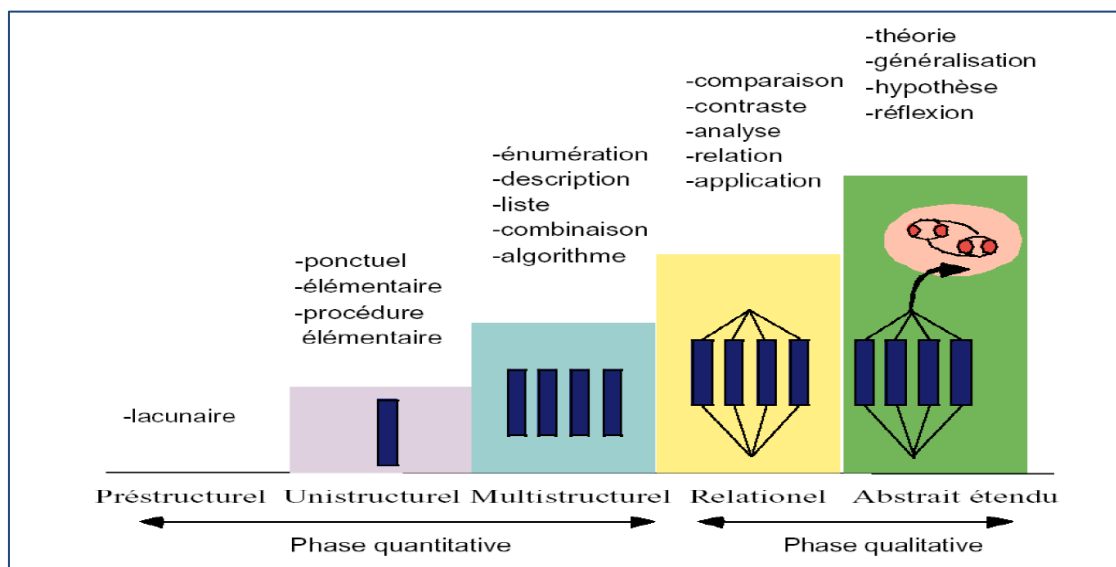 -lacunaire
-ponctuel
-élémentaire
-procédure
élémentaire
-énumération
-description
-liste
-combinaison
-algorithme
-comparaison
-contraste
-analyse
-relation
-application
-théorie
-généralisation
-hypothèse
-réflexion
Préstructurel Unistructurel Multistructurel Relationel Abstrait étendu
Phase quantitative Phase qualitative